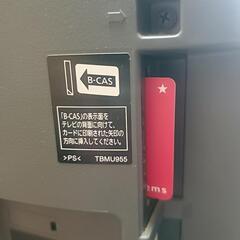 B-CAS
「B-CAS」の表示面を
テレビの背面に向けて、
カードに印刷された矢印の
方向に挿入してください。
>PS< TBMU955
ms